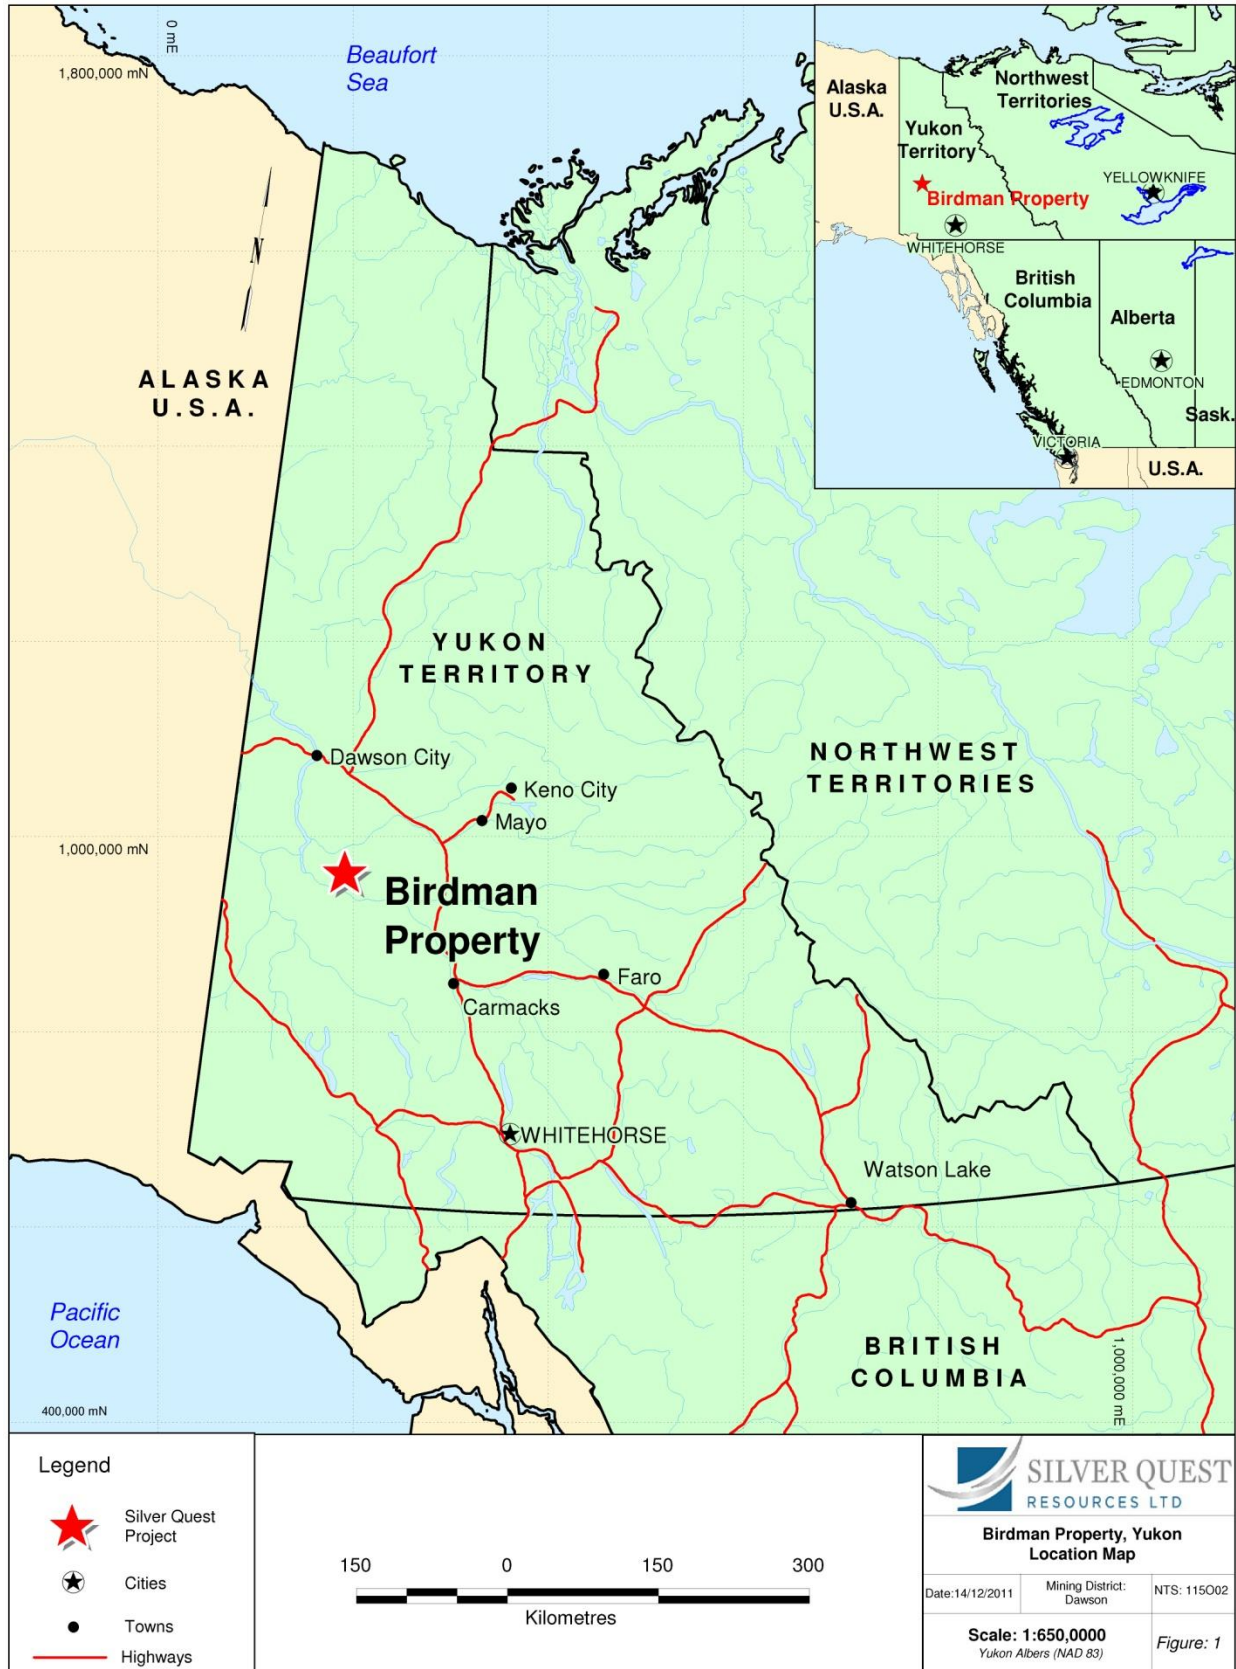 0 mE
1,800,000 mN
Beaufort
Sea
N
ALASKA
U.S.A.
YUKON
TERRITORY
Dawson City
Keno City
Mayo
NORTHWEST
TERRITORIES
1,000,000 mN
Birdman
Property
Faro
Carmacks
WHITEHORSE
Watson Lake
Pacific
Ocean
BRITISH
COLUMBIA
1,000,000 mE
400,000 mN
Alaska
U.S.A.
Northwest
Territories
Yukon
Territory
YELLOWKNIFE
Birdman Property
WHITEHORSE
British
Columbia
Alberta
EDMONTON
Sask.
VICTORIA
U.S.A.
Legend
Silver Quest
Project
Cities
Towns
Highways
150 0 150 300
Kilometres
SILVER QUEST
RESOURCES LTD
Birdman Property, Yukon
Location Map
Date:14/12/2011
Mining District:
Dawson
NTS: 115O02
Scale: 1:650,0000
Yukon Albers (NAD 83)
Figure: 1